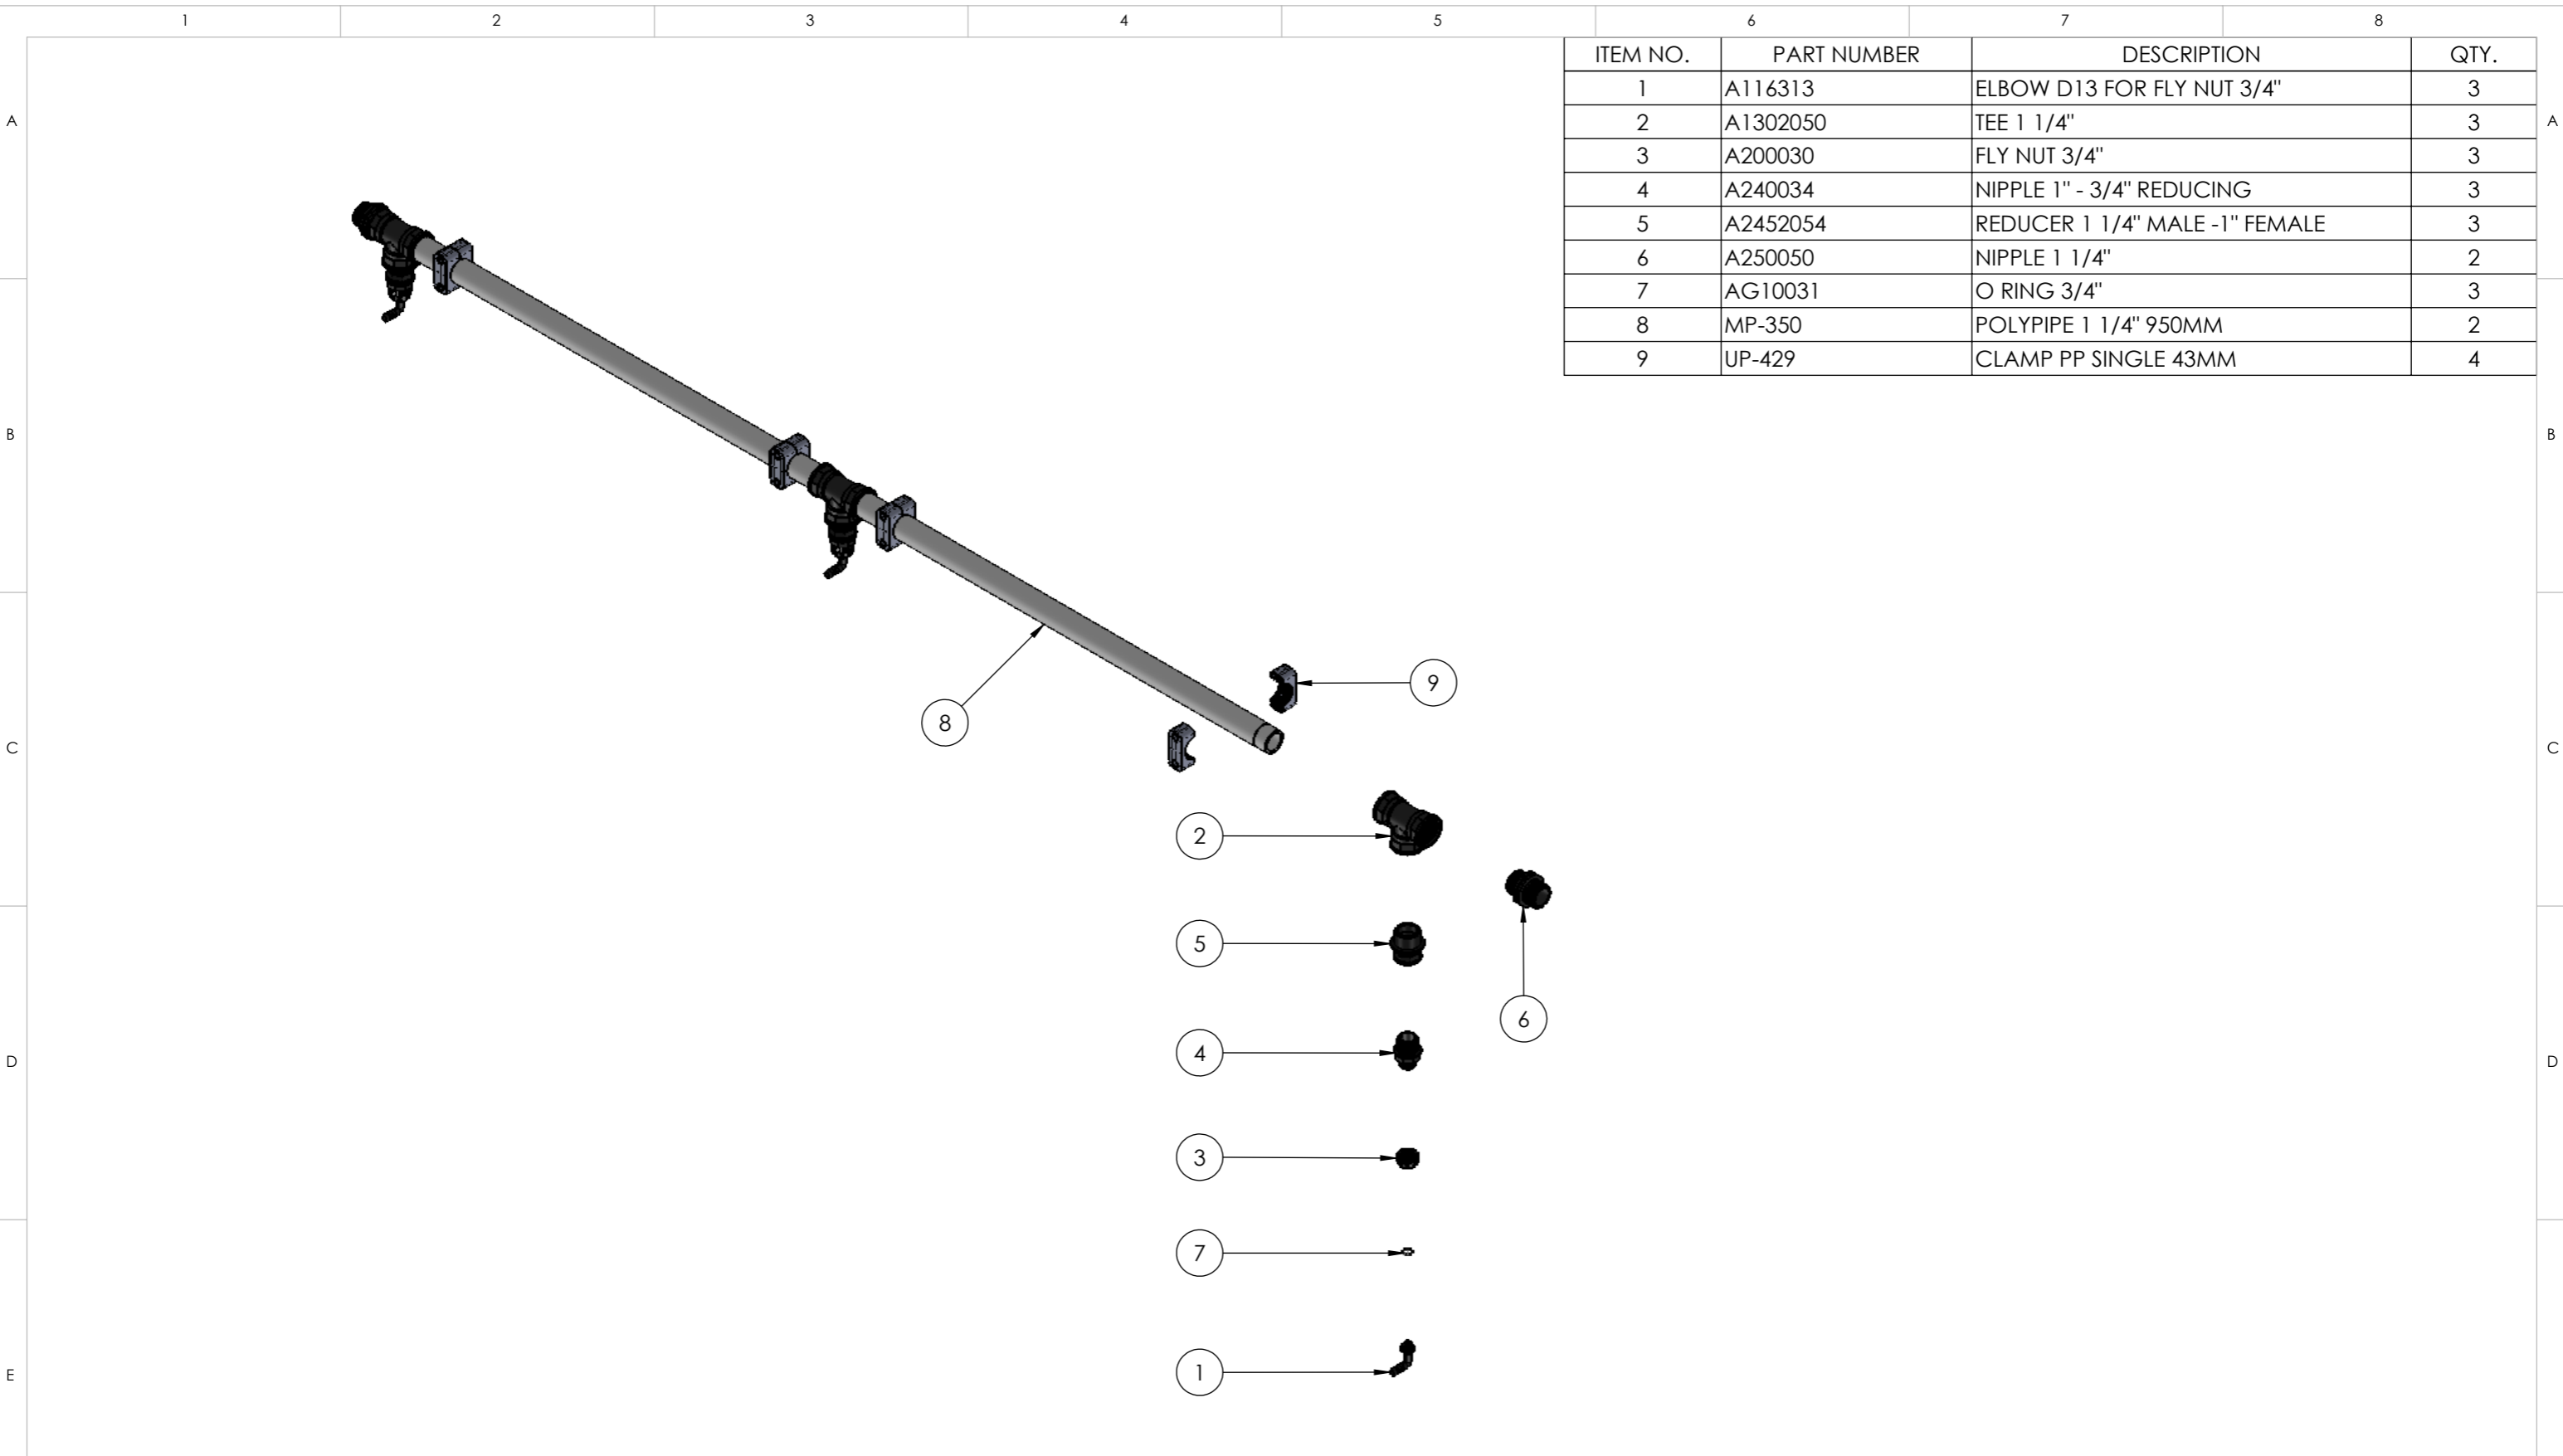 1 2 3 4 5 6 7 8
ITEM NO. PART NUMBER DESCRIPTION QTY.
1 A116313 ELBOW D13 FOR FLY NUT 3/4" 3
A A
2 A1302050 TEE 1 1/4" 3
3 A200030 FLY NUT 3/4" 3
4 A240034 NIPPLE 1" - 3/4" REDUCING 3
5 A2452054 REDUCER 1 1/4" MALE -1" FEMALE 3
6 A250050 NIPPLE 1 1/4" 2
7 AG10031 O RING 3/4" 3
8 MP-350 POLYPIPE 1 1/4" 950MM 2
9 UP-429 CLAMP PP SINGLE 43MM 4
B B
9
8
C C
2
5
6
4
D D
3
7
1
E